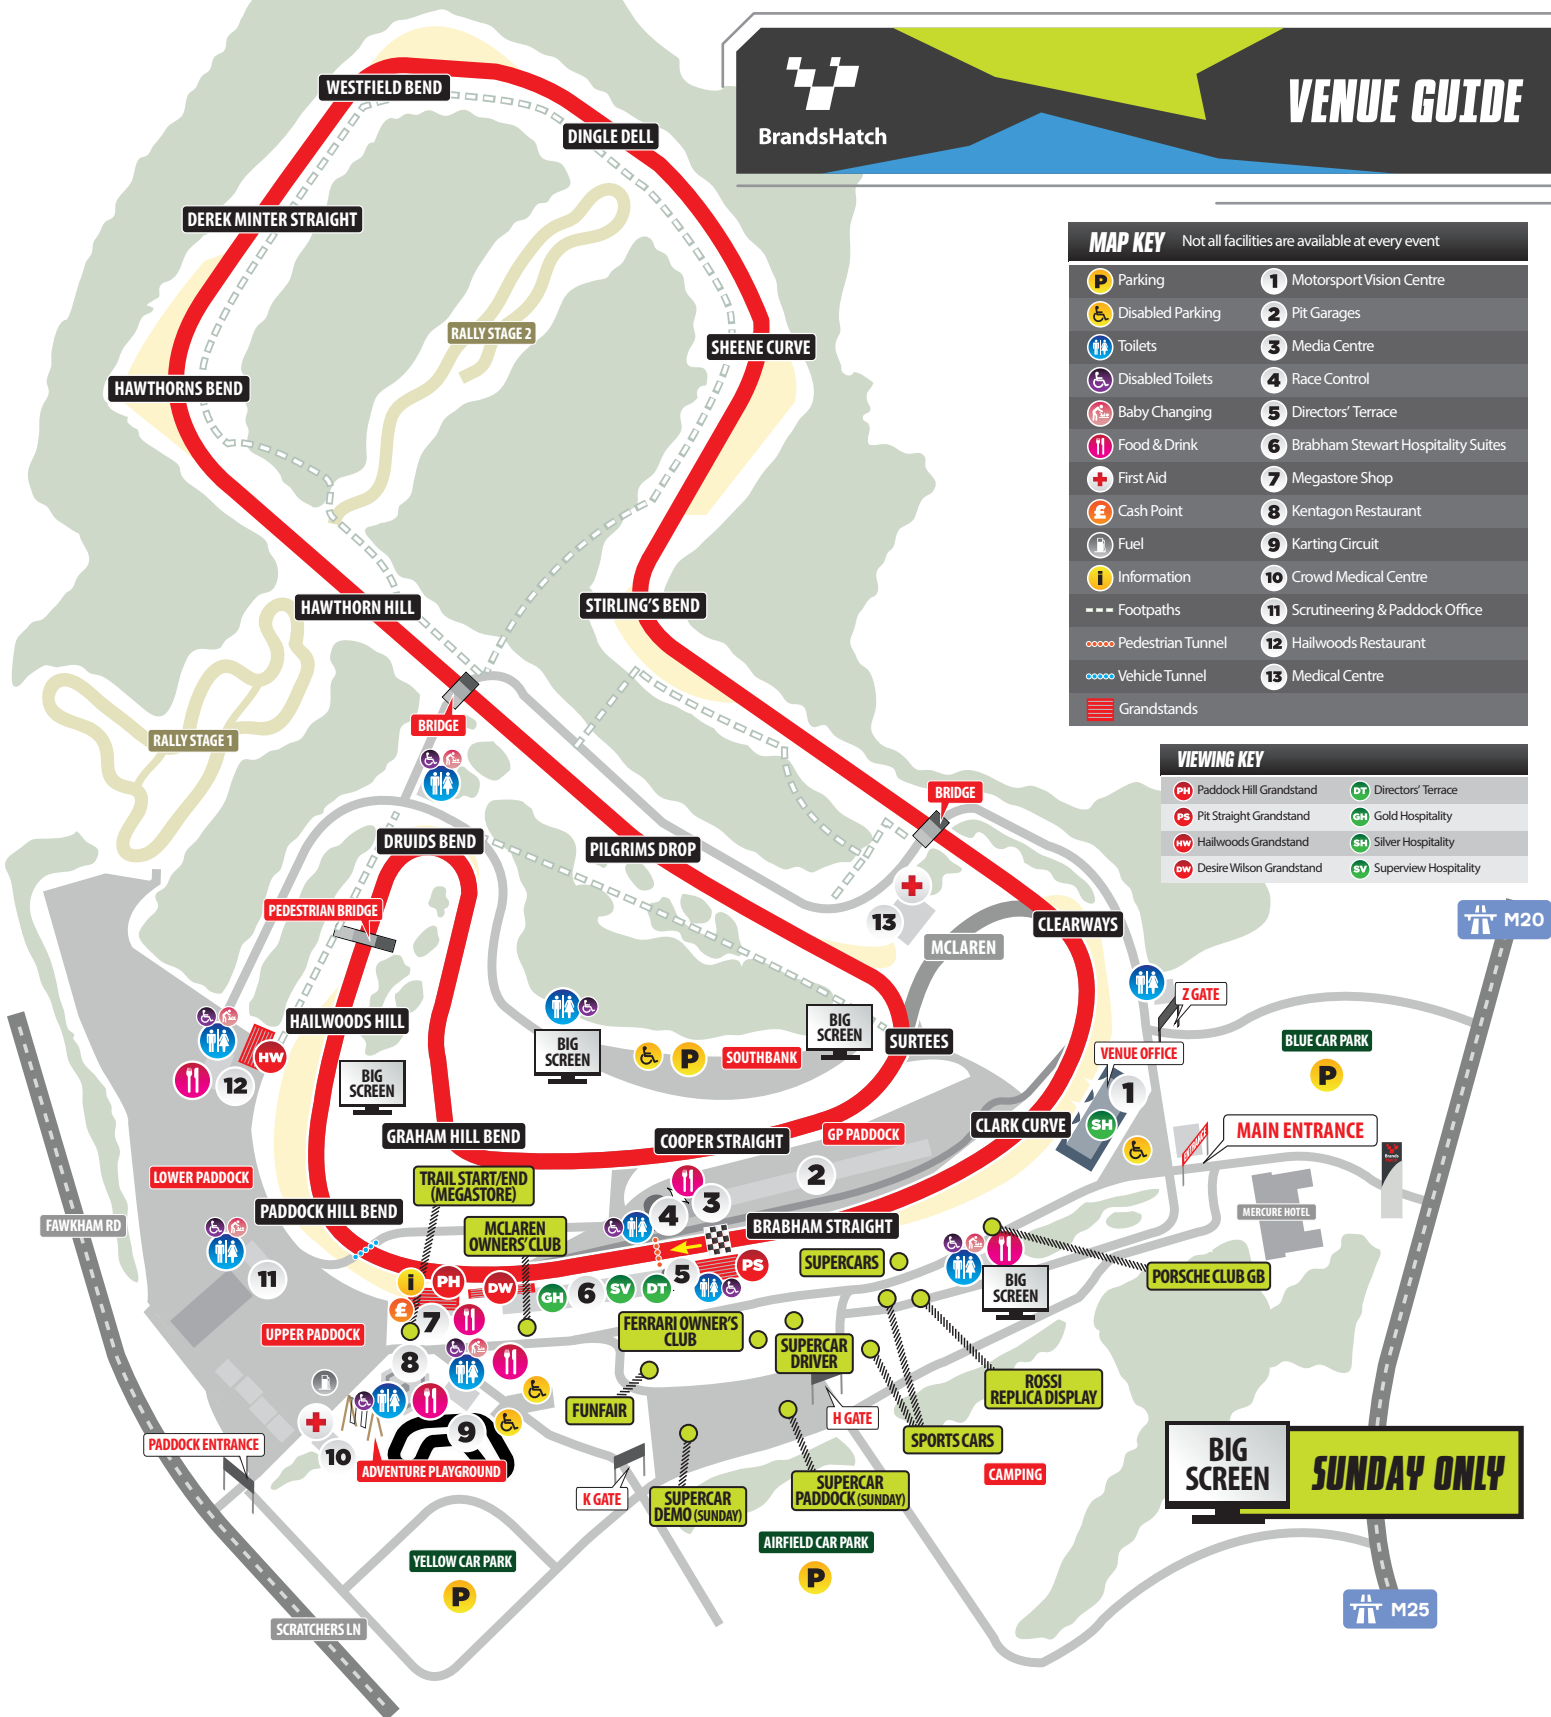 BrandsHatch
VENUE GUIDE
MAP KEY Not all facilities are available at every event
P Parking
Disabled Parking
Toilets
Disabled Toilets
Baby Changing
Food & Drink
First Aid
£ Cash Point
Fuel
i Information
Footpaths
Pedestrian Tunnel
Vehicle Tunnel
Grandstands
1 Motorsport Vision Centre
2 Pit Garages
3 Media Centre
4 Race Control
5 Directors' Terrace
6 Brabham Stewart Hospitality Suites
7 Megastore Shop
8 Kentagon Restaurant
9 Karting Circuit
10 Crowd Medical Centre
11 Scrutineering & Paddock Office
12 Hailwoods Restaurant
13 Medical Centre
VIEWING KEY
PH Paddock Hill Grandstand
PS Pit Straight Grandstand
HW Hailwoods Grandstand
DW Desire Wilson Grandstand
DT Directors' Terrace
GH Gold Hospitality
SH Silver Hospitality
SV Superview Hospitality
WESTFIELD BEND
DINGLE DELL
DEREK MINTER STRAIGHT
RALLY STAGE 2
SHEENE CURVE
HAWTHORNS BEND
HAWTHORN HILL
STIRLING'S BEND
BRIDGE
RALLY STAGE 1
BRIDGE
DRUIDS BEND
PILGRIMS DROP
PEDESTRIAN BRIDGE
13
CLEARWAYS
MCLAREN
M20
Z GATE
HAILWOODS HILL
BIG
SCREEN
BIG
SCREEN
SURTEES
HW
12
BIG
SCREEN
P
SOUTHBANK
VENUE OFFICE
BLUE CAR PARK
P
1
SH
GRAHAM HILL BEND
COOPER STRAIGHT
GP PADDOCK
CLARK CURVE
MAIN ENTRANCE
ENTRANCE
Brands
LOWER PADDOCK
TRAIL START/END
(MEGASTORE)
2
3
4
PADDOCK HILL BEND
MCLAREN
OWNERS' CLUB
BRABHAM STRAIGHT
MERCURE HOTEL
FAWKHAM RD
11
SUPERCARS
PORSCHE CLUB GB
i
PH
DW
GH
6
SV
DT
5
PS
BIG
SCREEN
£
7
UPPER PADDOCK
FERRARI OWNER'S
CLUB
SUPERCAR
DRIVER
8
FUNFAIR
ROSSI
REPLICA DISPLAY
H GATE
9
SPORTS CARS
PADDOCK ENTRANCE
10
ADVENTURE PLAYGROUND
CAMPING
K GATE
SUPERCAR
DEMO (SUNDAY)
SUPERCAR
PADDOCK (SUNDAY)
BIG
SCREEN
SUNDAY ONLY
AIRFIELD CAR PARK
P
YELLOW CAR PARK
P
SCRATCHERS LN
M25